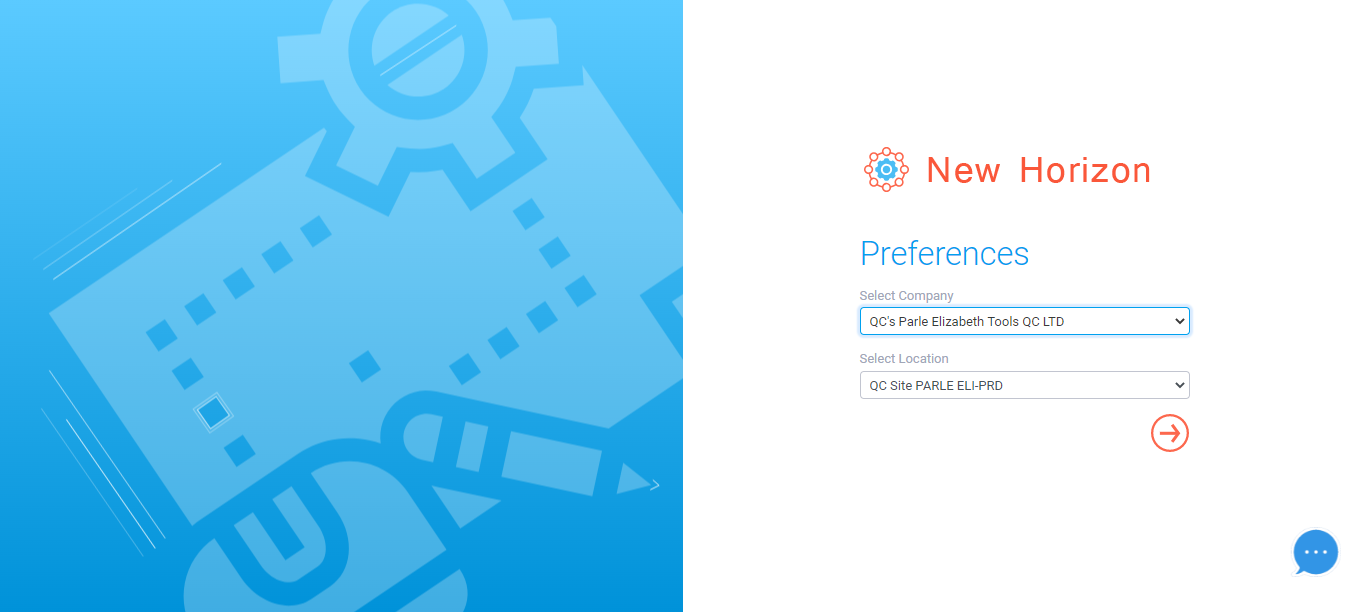 New Horizon
Preferences
Select Company
QC's Parle Elizabeth Tools QC LTD
Select Location
QC Site PARLE ELI-PRD